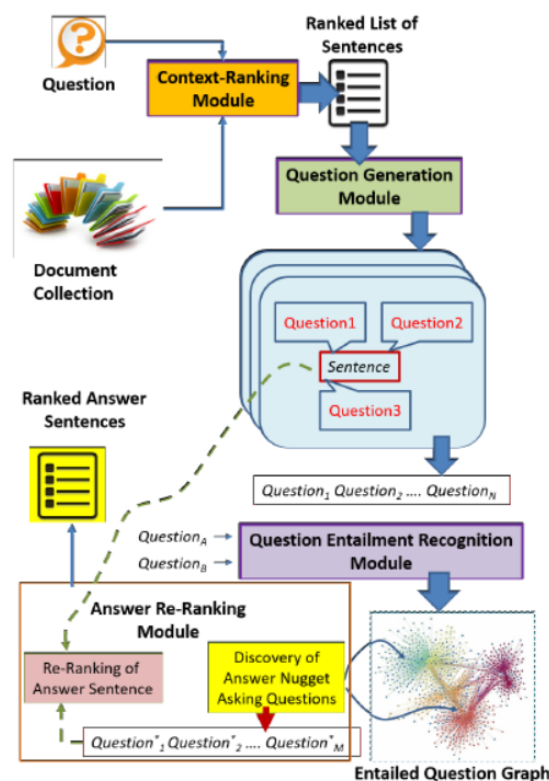 Question
Context-Ranking
Module
Ranked List of
Sentences
Document
Collection
Question Generation
Module
Question1
Question2
Sentence
Question3
Question1 Question2 .... QuestionN
Ranked Answer
Sentences
QuestionA
QuestionB
Question Entailment Recognition
Module
Answer Re-Ranking
Module
Re-Ranking of
Answer Sentence
Discovery of
Answer Nugget
Asking Questions
Question*1 Question*2 .... Question*M
Entailed Question Graph